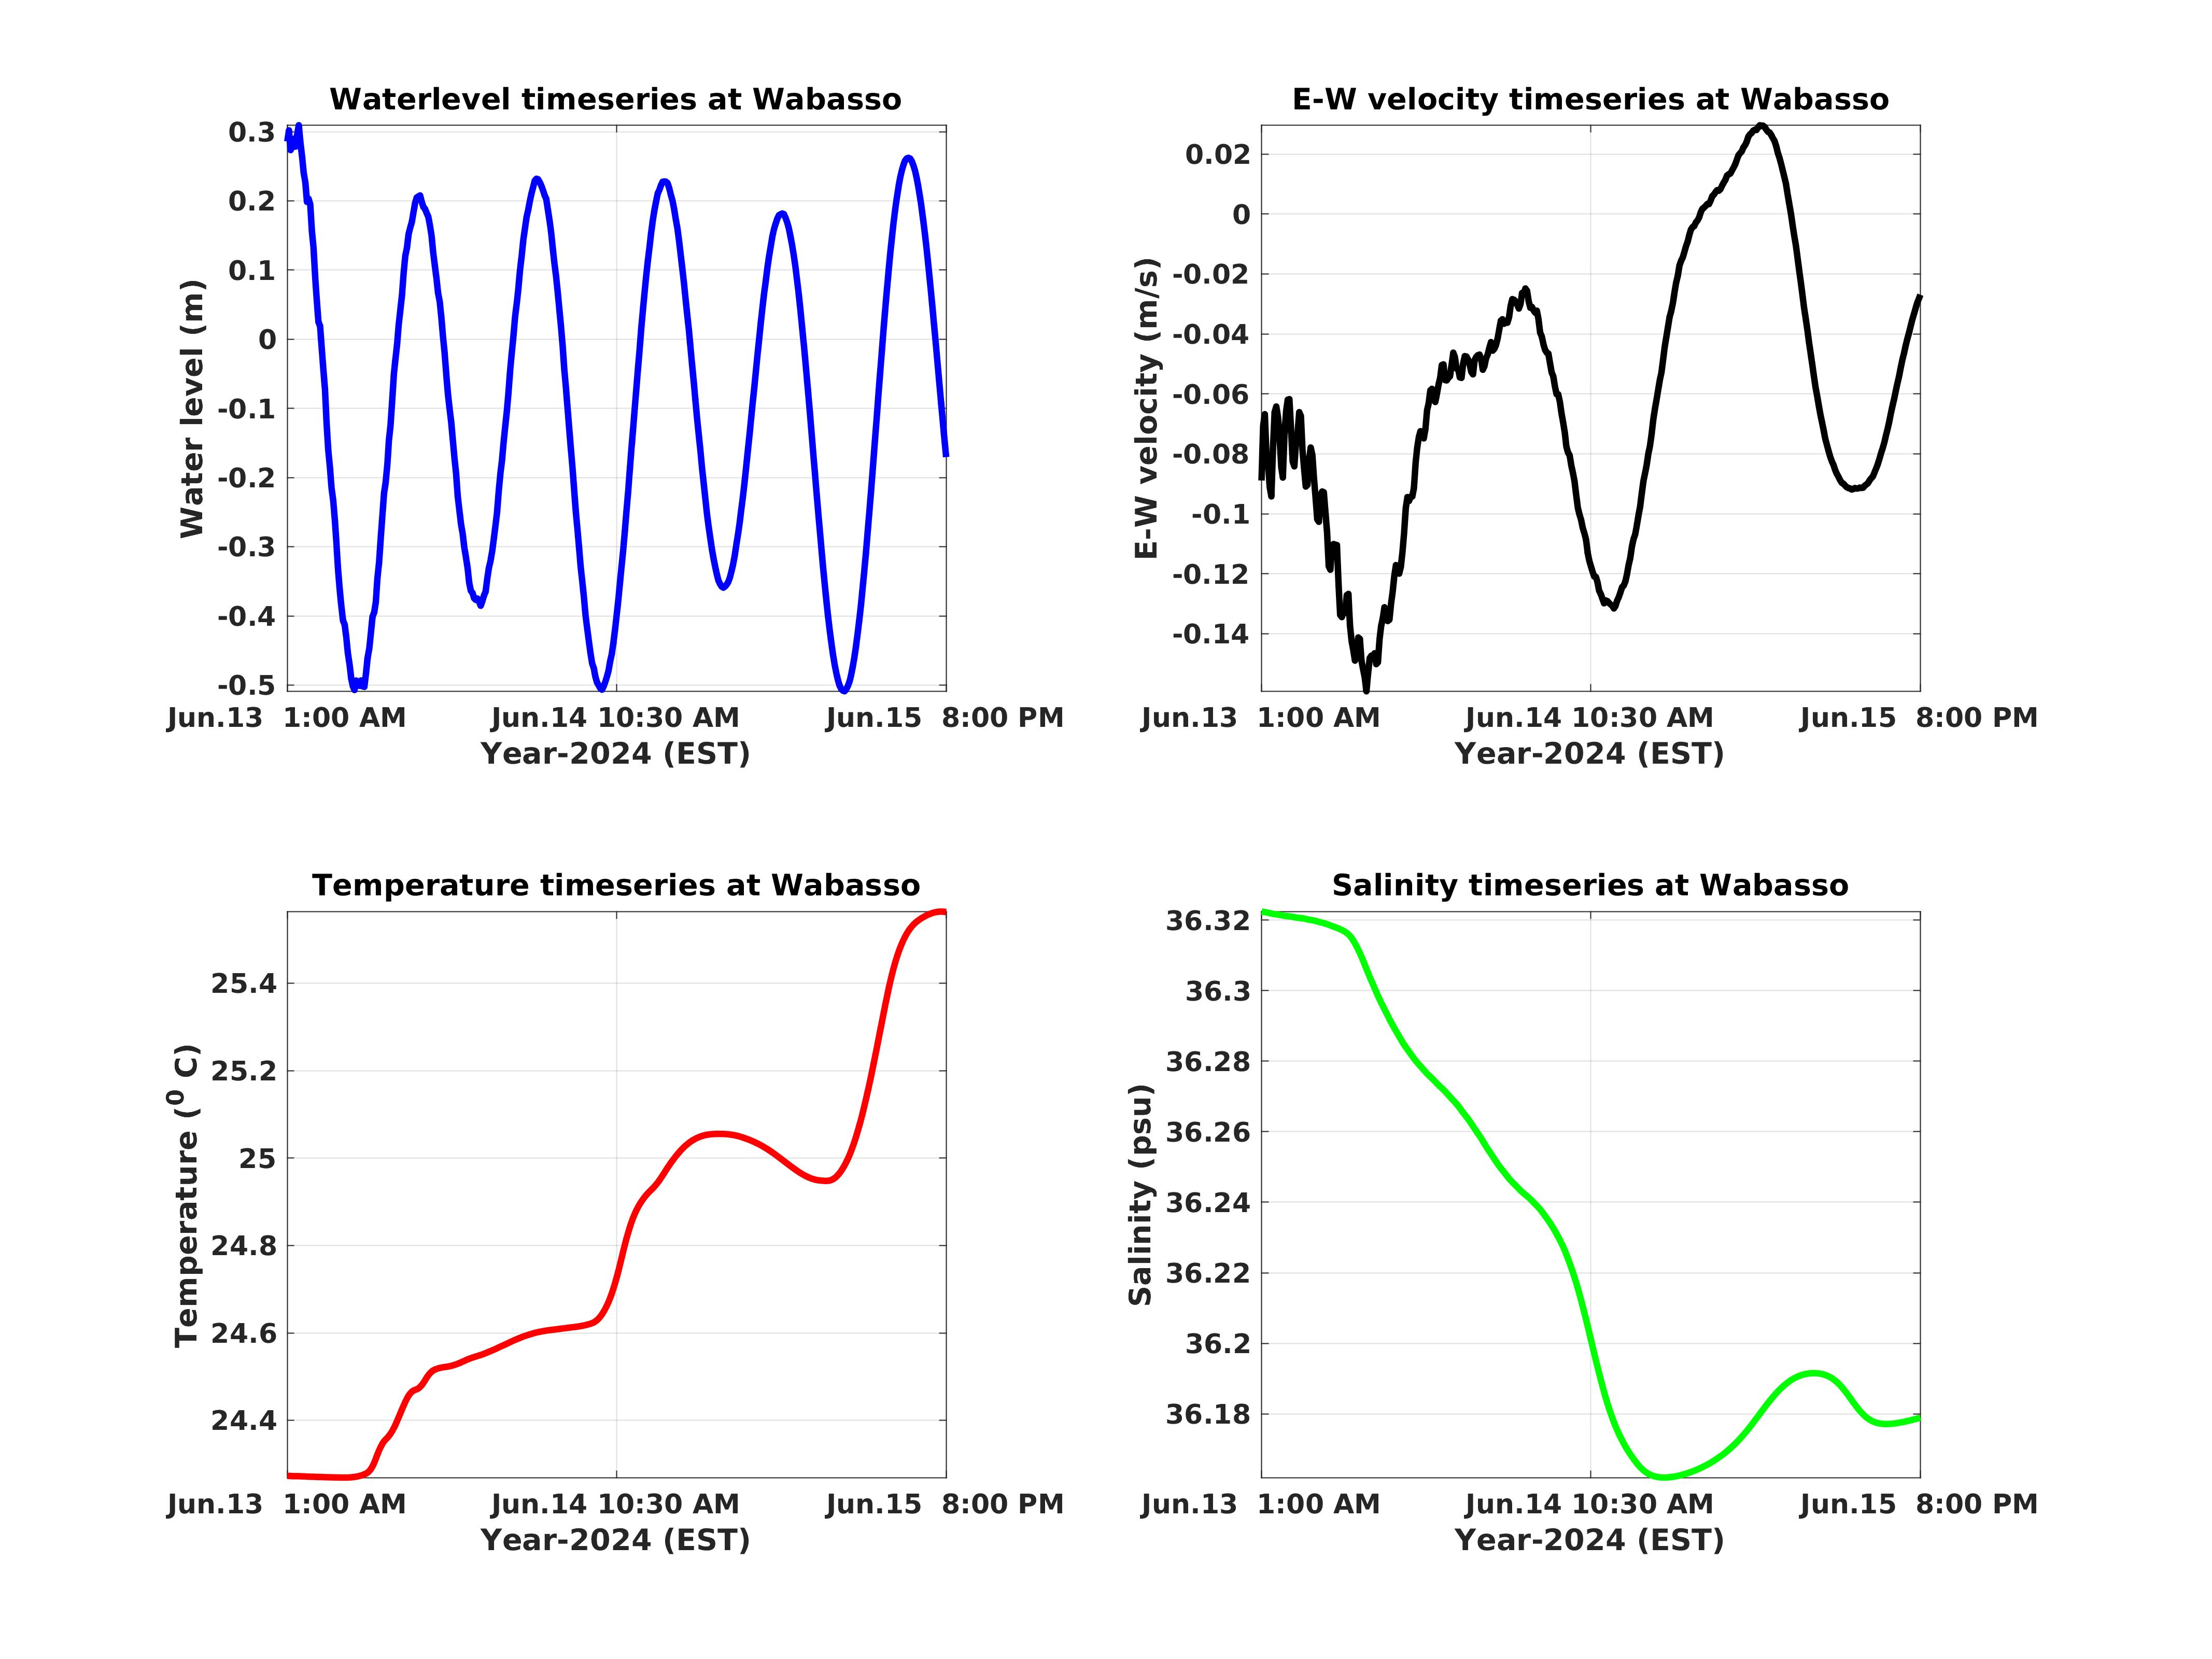 Waterlevel timeseries at Wabasso
0.3
0.2
0.1
0
-0.1
-0.2
-0.3
-0.4
-0.5
Water level (m)
Jun.13 1:00 AM Jun.14 10:30 AM Jun.15 8:00 PM
Year-2024 (EST)
E-W velocity timeseries at Wabasso
0.02
0
-0.02
-0.04
-0.06
-0.08
-0.1
-0.12
-0.14
E-W velocity (m/s)
Jun.13 1:00 AM Jun.14 10:30 AM Jun.15 8:00 PM
Year-2024 (EST)
Temperature timeseries at Wabasso
25.4
25.2
25
24.8
24.6
24.4
Temperature (⁰ C)
Jun.13 1:00 AM Jun.14 10:30 AM Jun.15 8:00 PM
Year-2024 (EST)
Salinity timeseries at Wabasso
36.32
36.3
36.28
36.26
36.24
36.22
36.2
36.18
Salinity (psu)
Jun.13 1:00 AM Jun.14 10:30 AM Jun.15 8:00 PM
Year-2024 (EST)